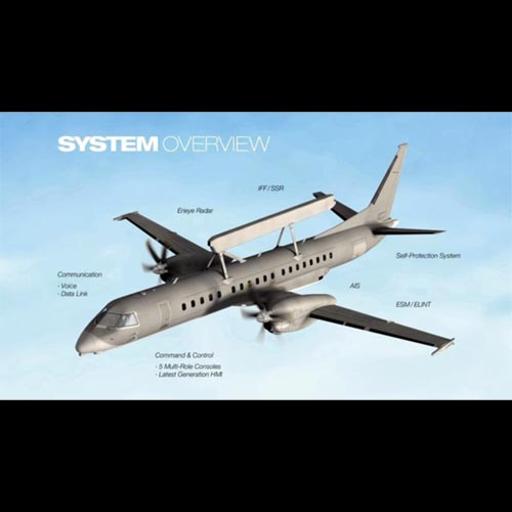 SYSTEM OVERVIEW
IFF / SSR
Erieye Radar
Self-Protection System
Communication
- Voice
- Data Link
AIS
ESM / ELINT
Command & Control
- 5 Multi-Role Consoles
- Latest Generation HMI